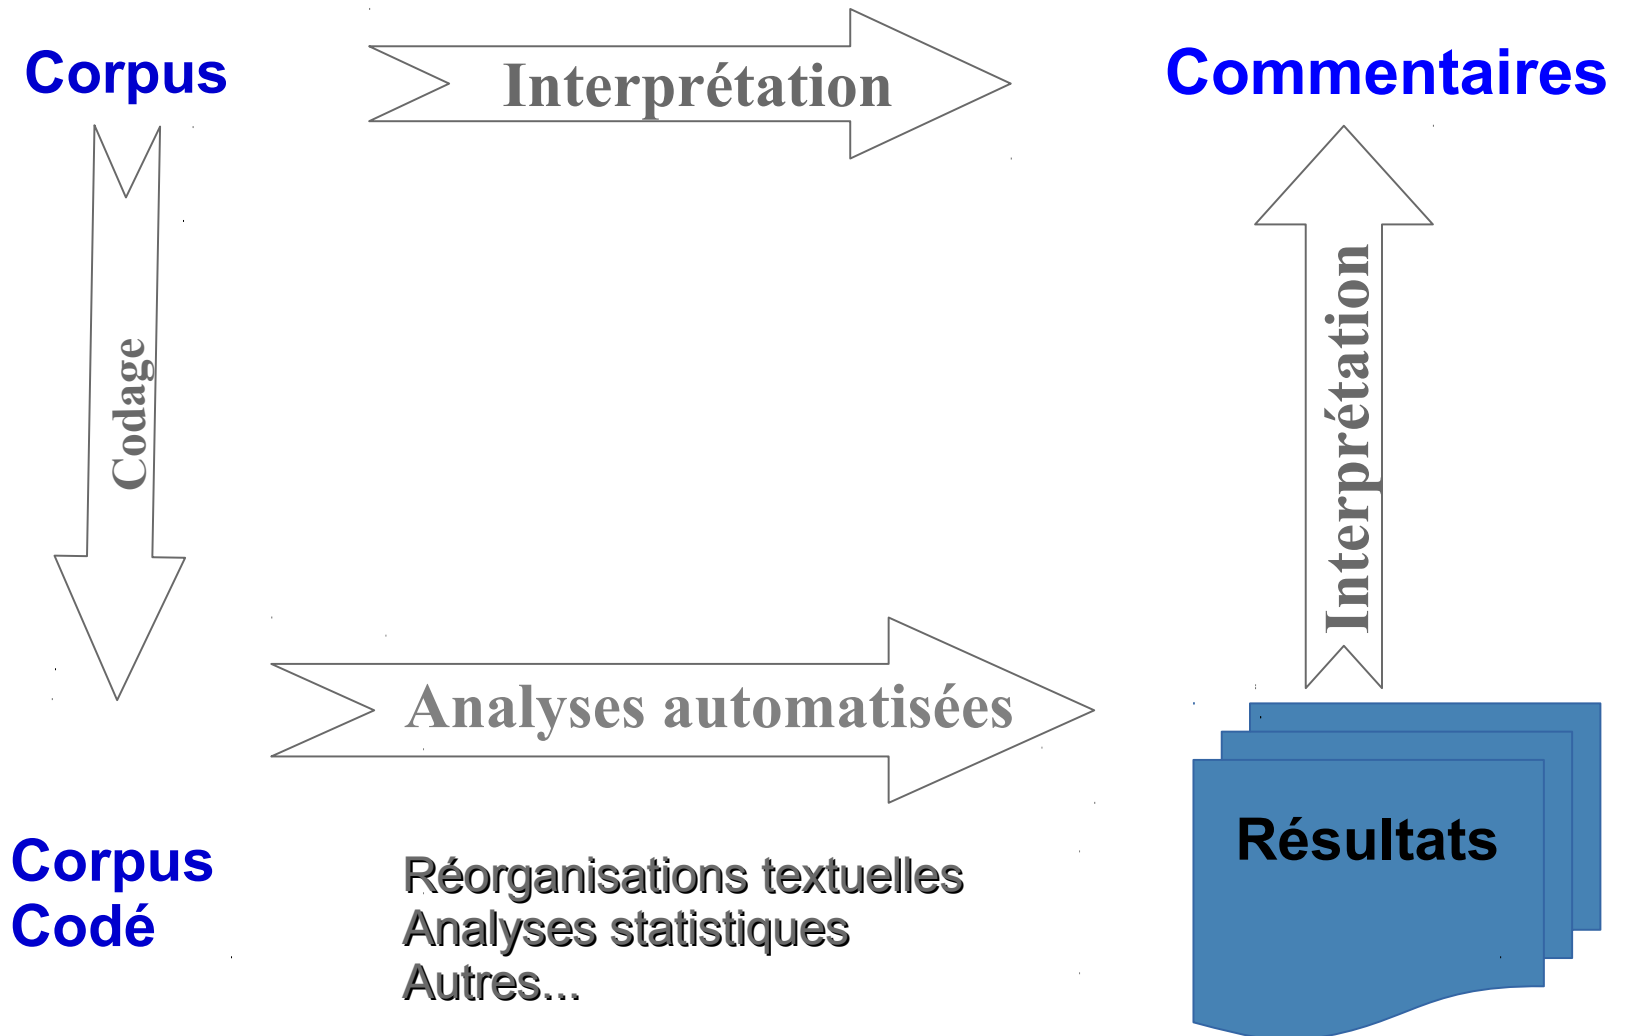 Corpus
Interprétation
Commentaires
Codage
Interprétation
Analyses automatisées
Corpus
Codé
Réorganisations textuelles
Analyses statistiques
Autres...
Résultats